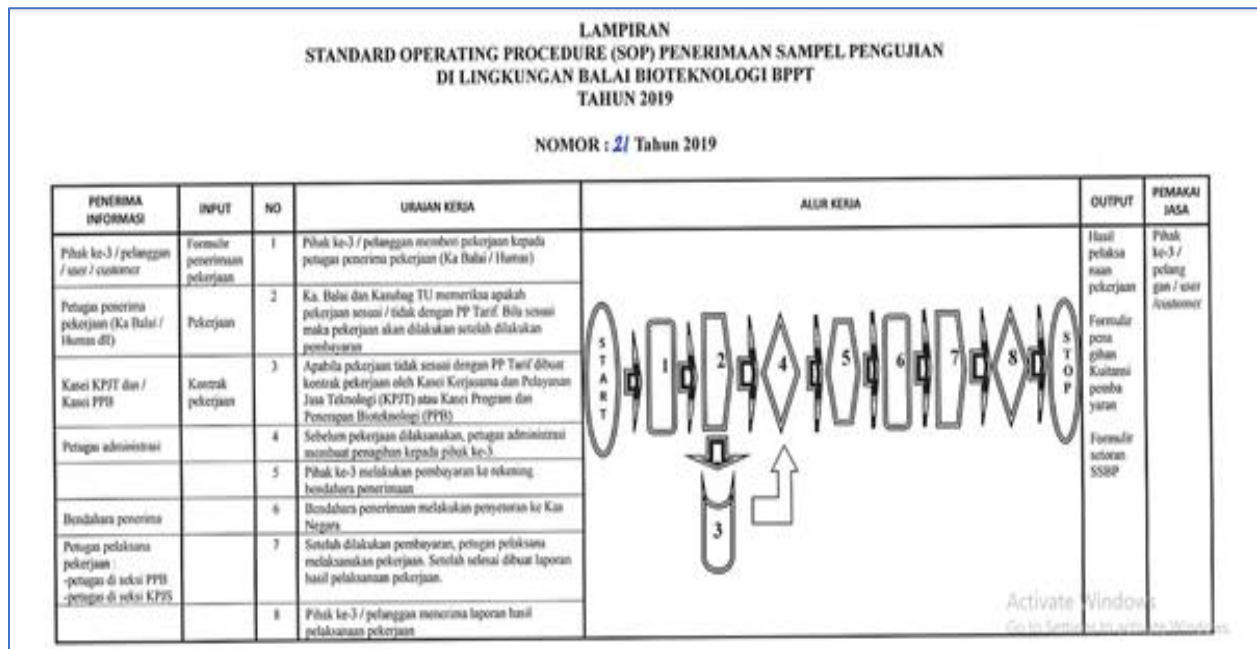 LAMPIRAN
STANDARD OPERATING PROCEDURE (SOP) PENERIMAAN SAMPEL PENGUJIAN
DI LINGKUNGAN BALAI BIOTEKNOLOGI BPPT
TAHUN 2019
NOMOR : 21 Tahun 2019
PENERIMA
INFORMASI
INPUT
NO
URAIAN KERJA
ALUR KERJA
OUTPUT
PEMAKAI
JASA
Pihak ke-3 / pelanggan
/ user / customer
Formulir
penerimaan
pekerjaan
1
Pihak ke-3 / pelanggan memberi pekerjaan kepada
petugas penerima pekerjaan (Ka Balai / Humas)
Petugas penerima
pekerjaan (Ka Balai /
Humas dll)
Pekerjaan
2
Ka. Balai dan Kasubag TU memeriksa apakah
pekerjaan sesuai / tidak dengan PP Tarif. Bila sesuai
maka pekerjaan akan dilakukan setelah dilakukan
pembayaran
Kasei KPJT dan /
Kasei PPB
Kontrak
pekerjaan
3
Apabila pekerjaan tidak sesuai dengan PP Tarif dibuat
kontrak pekerjaan oleh Kasei Kerjasama dan Pelayanan
Jasa Teknologi (KPJT) atau Kasei Program dan
Penerapan Bioteknologi (PPB)
Petugas administrasi
4
Sebelum pekerjaan dilaksanakan, petugas administrasi
membuat penagihan kepada pihak ke-3
5
Pihak ke-3 melakukan pembayaran ke rekening
bendahara penerimaan
Bendahara penerima
6
Bendahara penerimaan melakukan penyetoran ke Kas
Negara
Petugas pelaksana
pekerjaan :
-petugas di seksi PPB
-petugas di seksi KPJS
7
Setelah dilakukan pembayaran, petugas pelaksana
melaksanakan pekerjaan. Setelah selesai dibuat laporan
hasil pelaksanaan pekerjaan.
8
Pihak ke-3 / pelanggan menerima laporan hasil
pelaksanaan pekerjaan
START
1
2
4
5
6
7
8
STOP
3
Hasil
pelaksa
naan
pekerjaan
Formulir
pena
gihan
Kuitansi
pemba
yaran
Formulir
setoran
SSBP
Pihak
ke-3 /
pelang
gan / user
/customer
Activate Windows
Go to Settings to activate Windows.